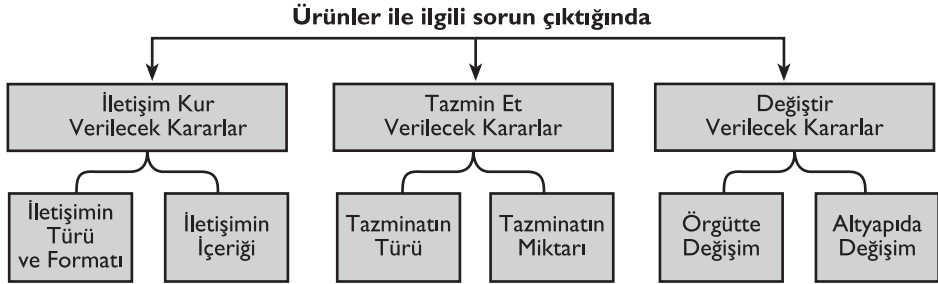 Ürünler ile ilgili sorun çıktığında
İletişim Kur
Verilecek Kararlar
Tazmin Et
Verilecek Kararlar
Değiştir
Verilecek Kararlar
İletişimin
Türü
ve Formatı
İletişimin
İçeriği
Tazminatın
Türü
Tazminatın
Miktarı
Örgütte
Değişim
Altyapıda
Değişim